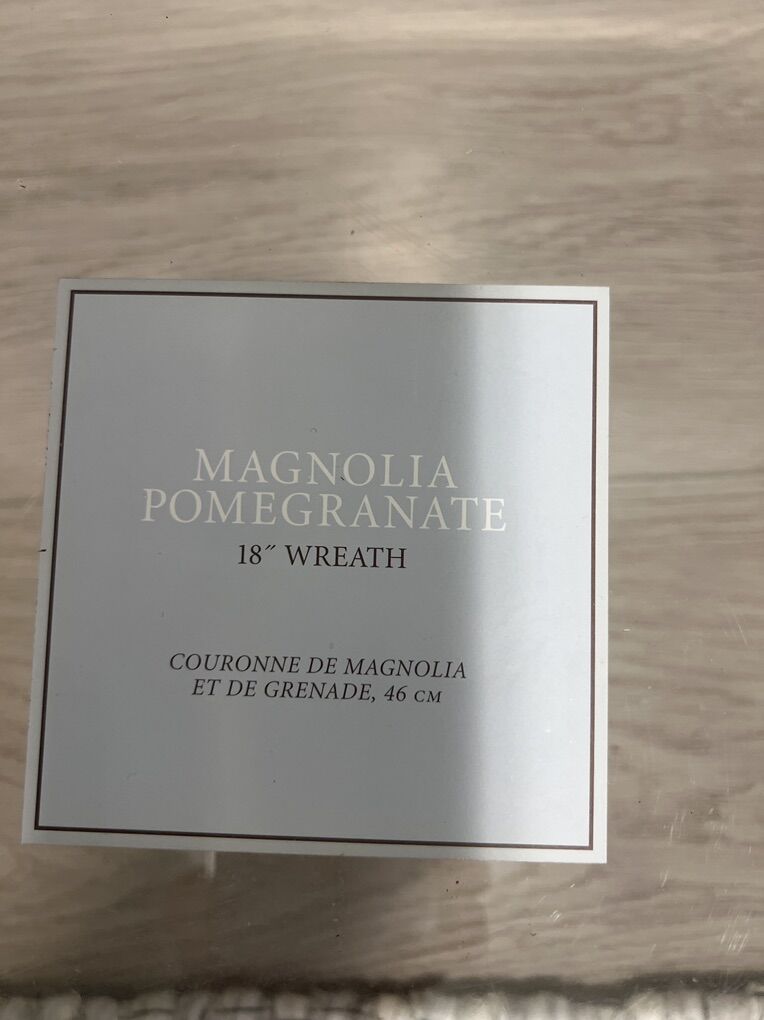 MAGNOLIA
POMEGRANATE
18˝ WREATH
COURONNE DE MAGNOLIA
ET DE GRENADE, 46 CM